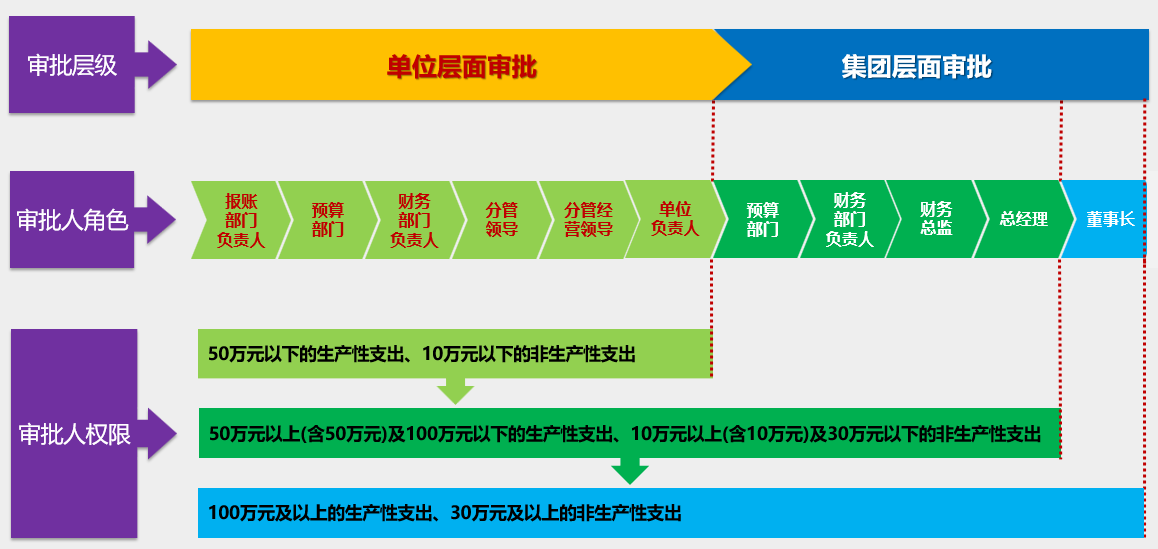 审批层级
单位层面审批
集团层面审批
审批人角色
报账
部门
负责人
预算
部门
财务
部门
负责人
分管
领导
分管经
营领导
单位
负责人
预算
部门
财务
部门
负责人
财务
总监
总经理
董事长
审批人权限
50万元以下的生产性支出、10万元以下的非生产性支出
50万元以上(含50万元)及100万元以下的生产性支出、10万元以上(含10万元)及30万元以下的非生产性支出
100万元及以上的生产性支出、30万元及以上的非生产性支出